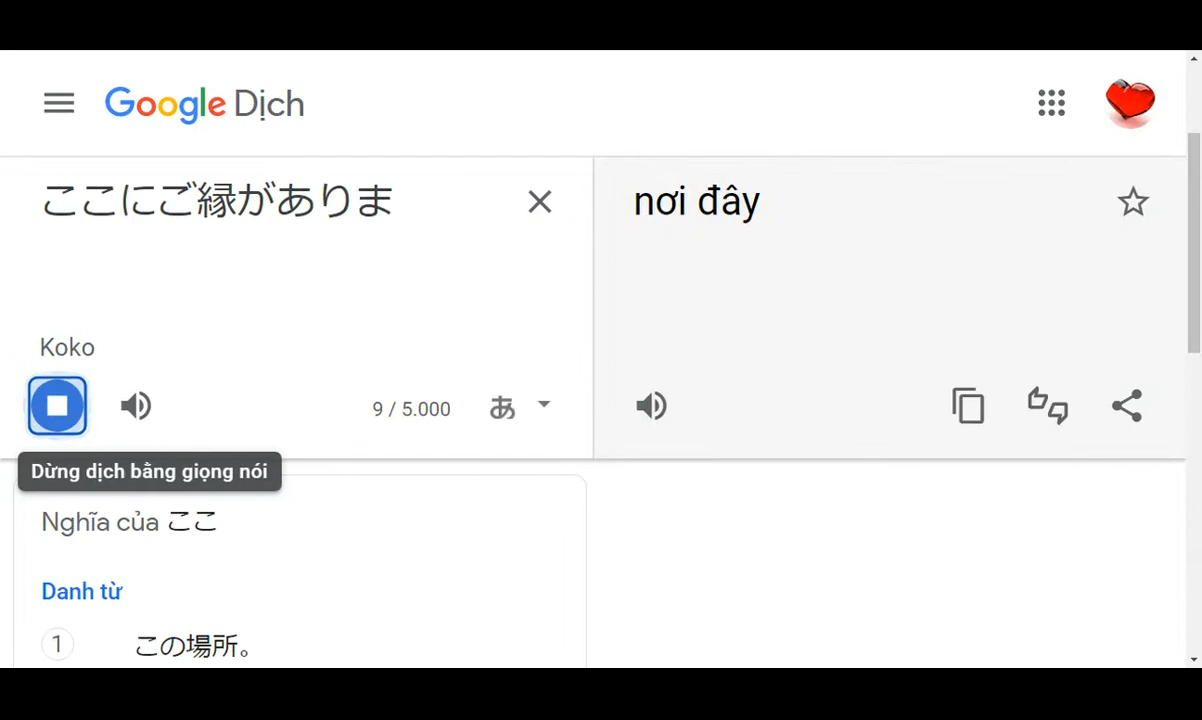 Google Dịch
ここにご縁がありま
nơi đây
Koko
9 / 5.000
あ
Dừng dịch bằng giọng nói
Nghĩa của ここ
Danh từ
1 この場所。